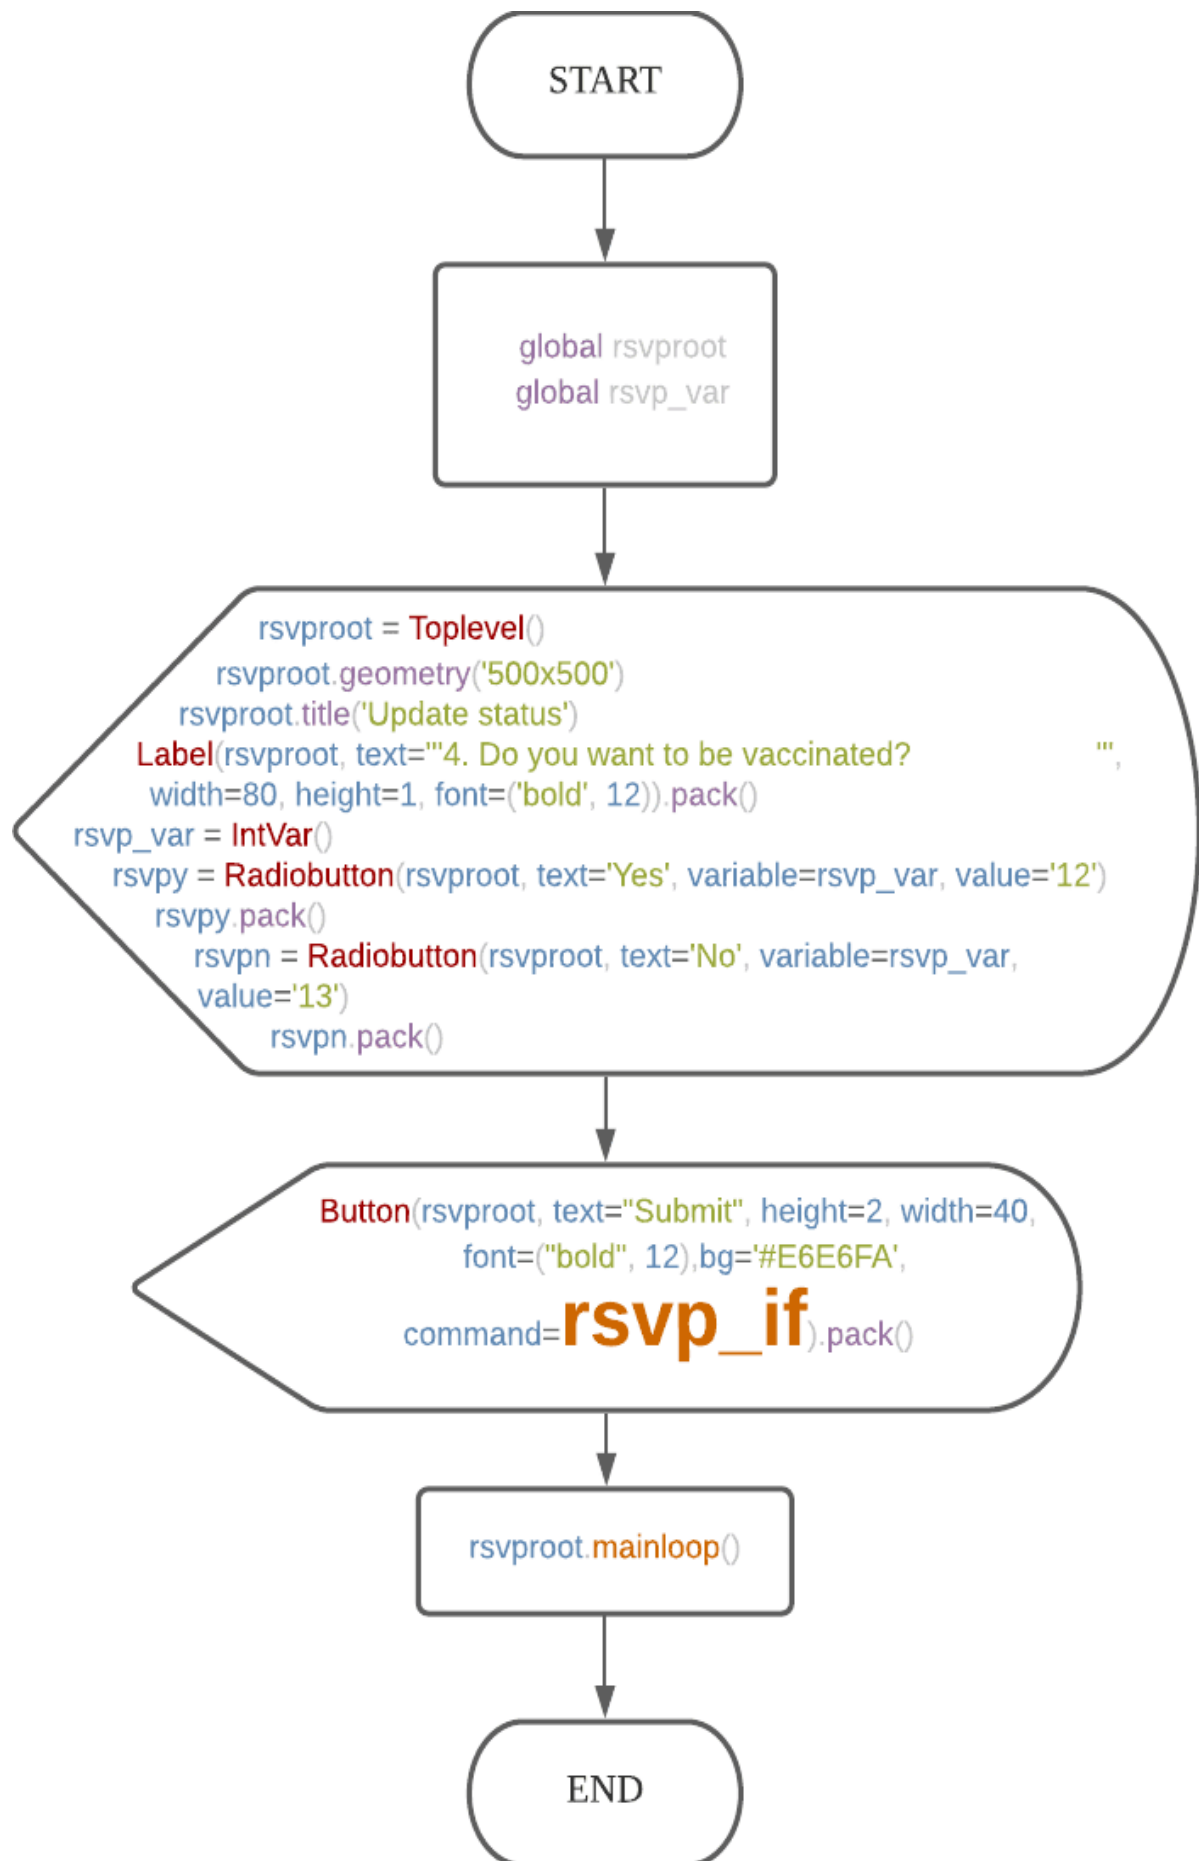 START
global rsvproot
global rsvp_var
rsvproot = Toplevel()
rsvproot.geometry('500x500')
rsvproot.title('Update status')
Label(rsvproot, text='''4. Do you want to be vaccinated?                    ''',
width=80, height=1, font=('bold', 12)).pack()
rsvp_var = IntVar()
rsvpy = Radiobutton(rsvproot, text='Yes', variable=rsvp_var, value='12')
rsvpy.pack()
rsvpn = Radiobutton(rsvproot, text='No', variable=rsvp_var,
value='13')
rsvpn.pack()
Button(rsvproot, text="Submit", height=2, width=40,
font=("bold", 12),bg='#E6E6FA',
command=rsvp_if).pack()
rsvproot.mainloop()
END